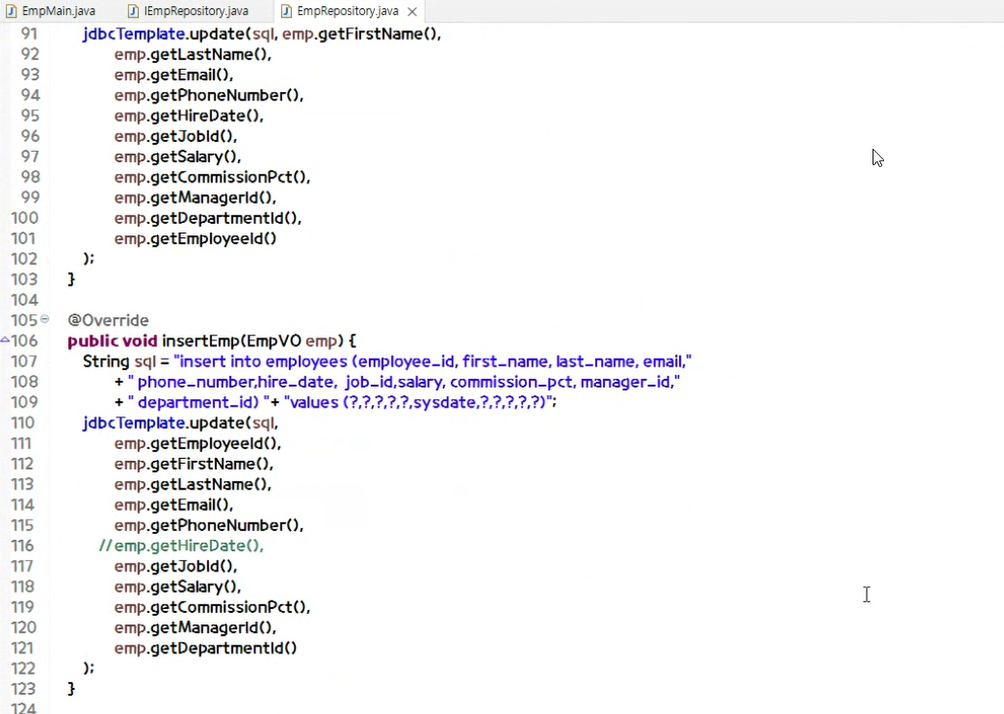 EmpMain.java IEmpRepository.java EmpRepository.java
91 jdbcTemplate.update(sql, emp.getFirstName(),
92 emp.getLastName(),
93 emp.getEmail(),
94 emp.getPhoneNumber(),
95 emp.getHireDate(),
96 emp.getJobId(),
97 emp.getSalary(),
98 emp.getCommissionPct(),
99 emp.getManagerId(),
100 emp.getDepartmentId(),
101 emp.getEmployeeId()
102 );
103 }
104
105 @Override
106 public void insertEmp(EmpVO emp) {
107 String sql = "insert into employees (employee_id, first_name, last_name, email,"
108 + " phone_number,hire_date, job_id,salary, commission_pct, manager_id,"
109 + " department_id) "+ "values (?,?,?,?,?,sysdate,?,?,?,?,?)";
110 jdbcTemplate.update(sql,
111 emp.getEmployeeId(),
112 emp.getFirstName(),
113 emp.getLastName(),
114 emp.getEmail(),
115 emp.getPhoneNumber(),
116 //emp.getHireDate(),
117 emp.getJobId(),
118 emp.getSalary(),
119 emp.getCommissionPct(),
120 emp.getManagerId(),
121 emp.getDepartmentId()
122 );
123 }
124